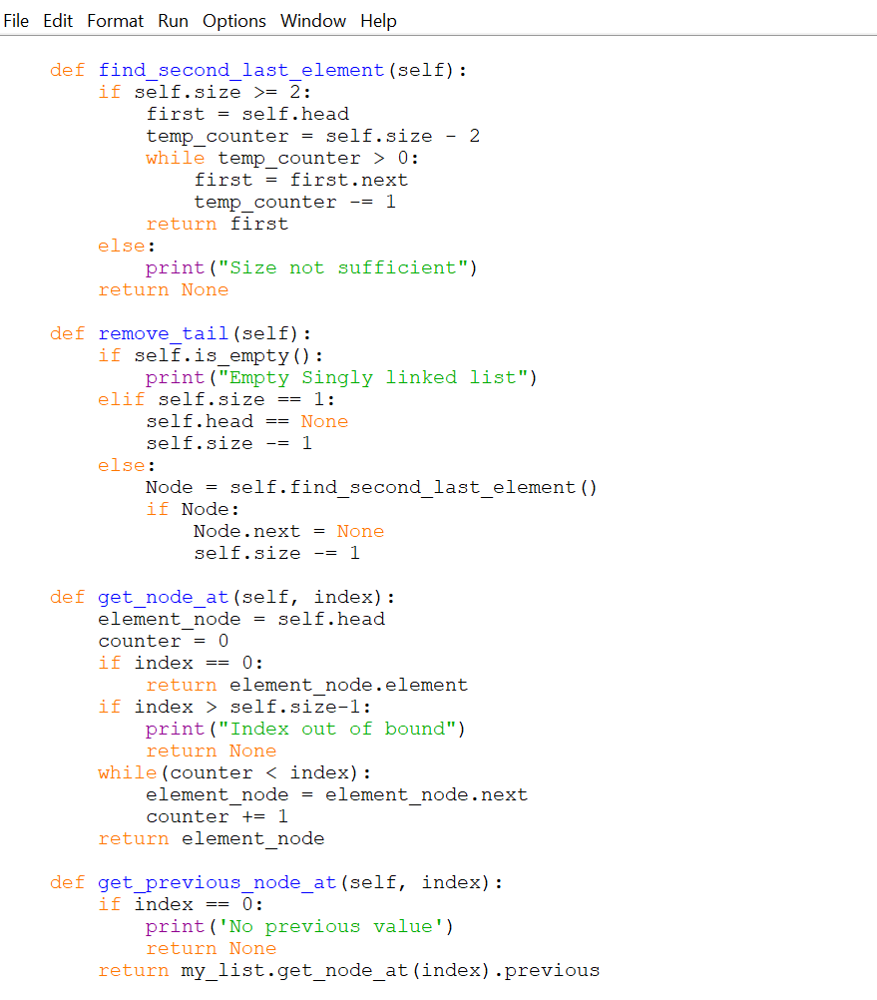 File Edit Format Run Options Window Help
def find_second_last_element(self):
if self.size >= 2:
first = self.head
temp_counter = self.size - 2
while temp_counter > 0:
first = first.next
temp_counter -= 1
return first
else:
print("Size not sufficient")
return None
def remove_tail(self):
if self.is_empty():
print("Empty Singly linked list")
elif self.size == 1:
self.head == None
self.size -= 1
else:
Node = self.find_second_last_element()
if Node:
Node.next = None
self.size -= 1
def get_node_at(self, index):
element_node = self.head
counter = 0
if index == 0:
return element_node.element
if index > self.size-1:
print("Index out of bound")
return None
while(counter < index):
element_node = element_node.next
counter += 1
return element_node
def get_previous_node_at(self, index):
if index == 0:
print('No previous value')
return None
return my_list.get_node_at(index).previous